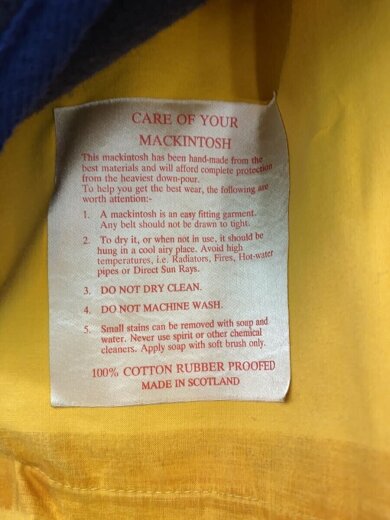 CARE OF YOUR
MACKINTOSH
This mackintosh has been hand-made from the
best materials and will afford complete protection
from the heaviest down-pour.
To help you get the best wear, the following are
worth attention:-
1. A mackintosh is an easy fitting garment.
Any belt should not be drawn to tight.
2. To dry it, or when not in use, it should be
hung in a cool airy place. Avoid high
temperatures, i.e. Radiators, Fires, Hot-water
pipes or Direct Sun Rays.
3. DO NOT DRY CLEAN.
4. DO NOT MACHINE WASH.
5. Small stains can be removed with soap and
water. Never use spirit or other chemical
cleaners. Apply soap with soft brush only.
100% COTTON RUBBER PROOFED
MADE IN SCOTLAND